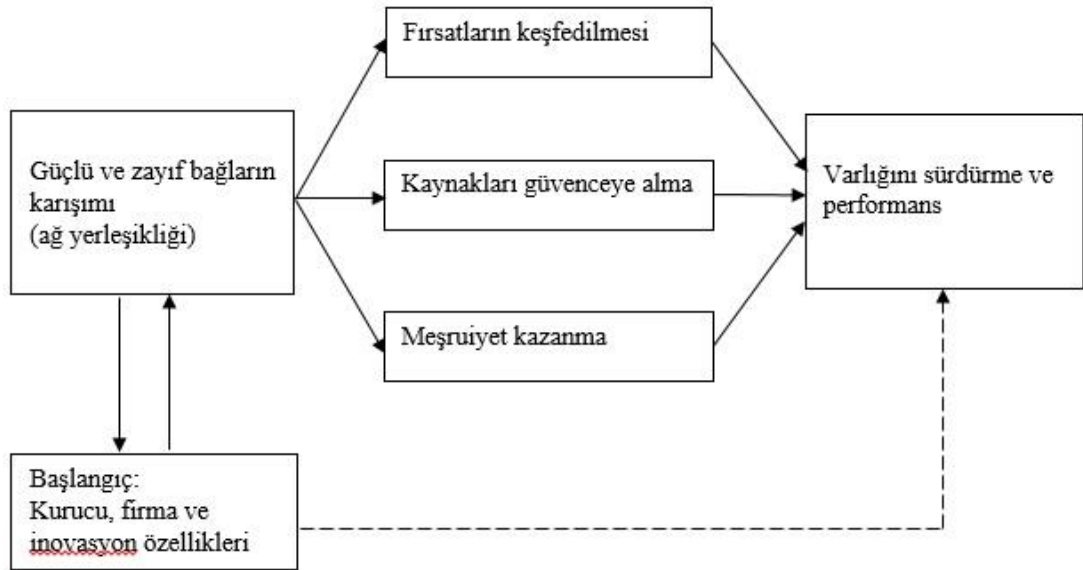 Fırsatların keşfedilmesi
Güçlü ve zayıf bağların
karışımı
(ağ yerleşikliği)
Kaynakları güvenceye alma
Varlığını sürdürme ve
performans
Meşruiyet kazanma
Başlangıç:
Kurucu, firma ve
inovasyon özellikleri